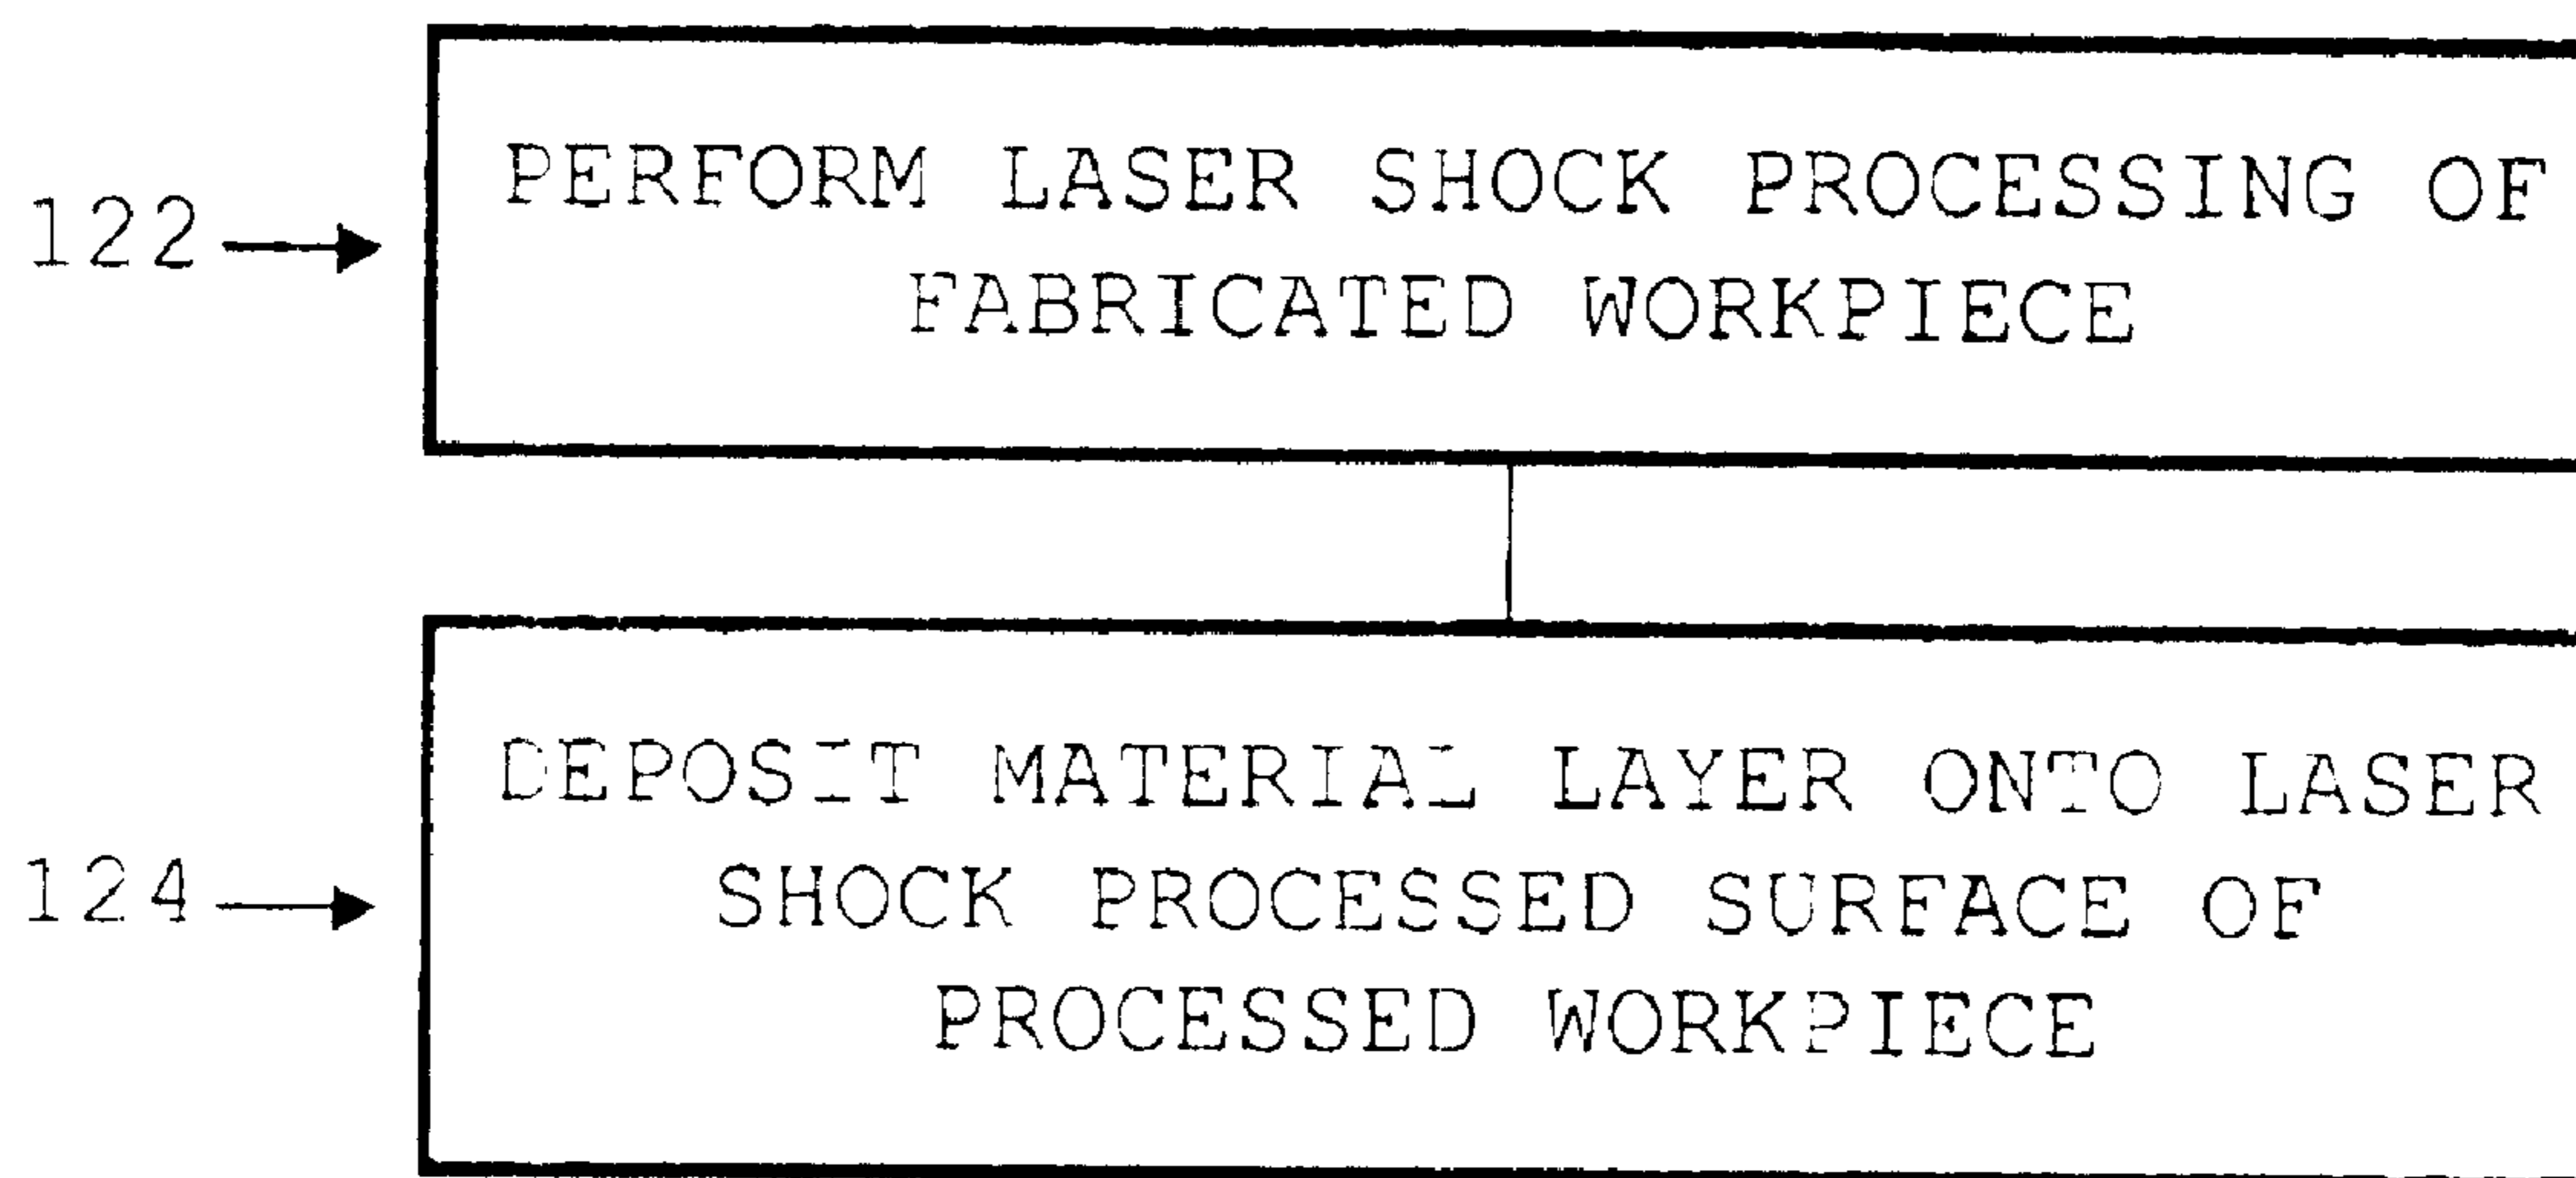 PERFORM LASER SHOCK PROCESSING OF
122
FABRICATED WORKPIECE
DEPOSIT MATERIAL LAYER ONTO LASER
124
SHOCK PROCESSED SURFACE OF
PROCESSED WORKPIECE